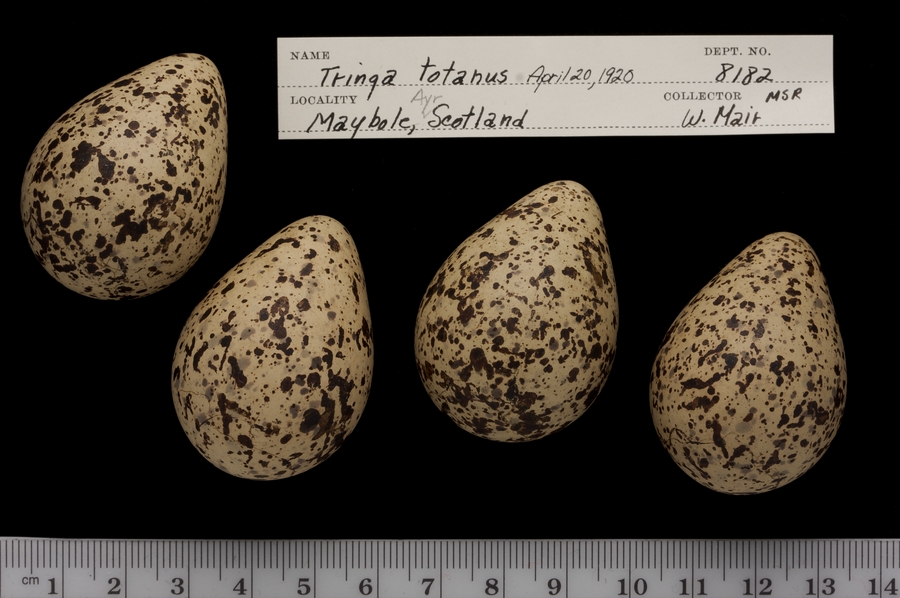 NAME DEPT. NO.
Tringa totanus April 20, 1920 8182
LOCALITY Ayr COLLECTOR MSR
Maybole, Scotland W. Mair
cm 1 2 3 4 5 6 7 8 9 10 11 12 13 14